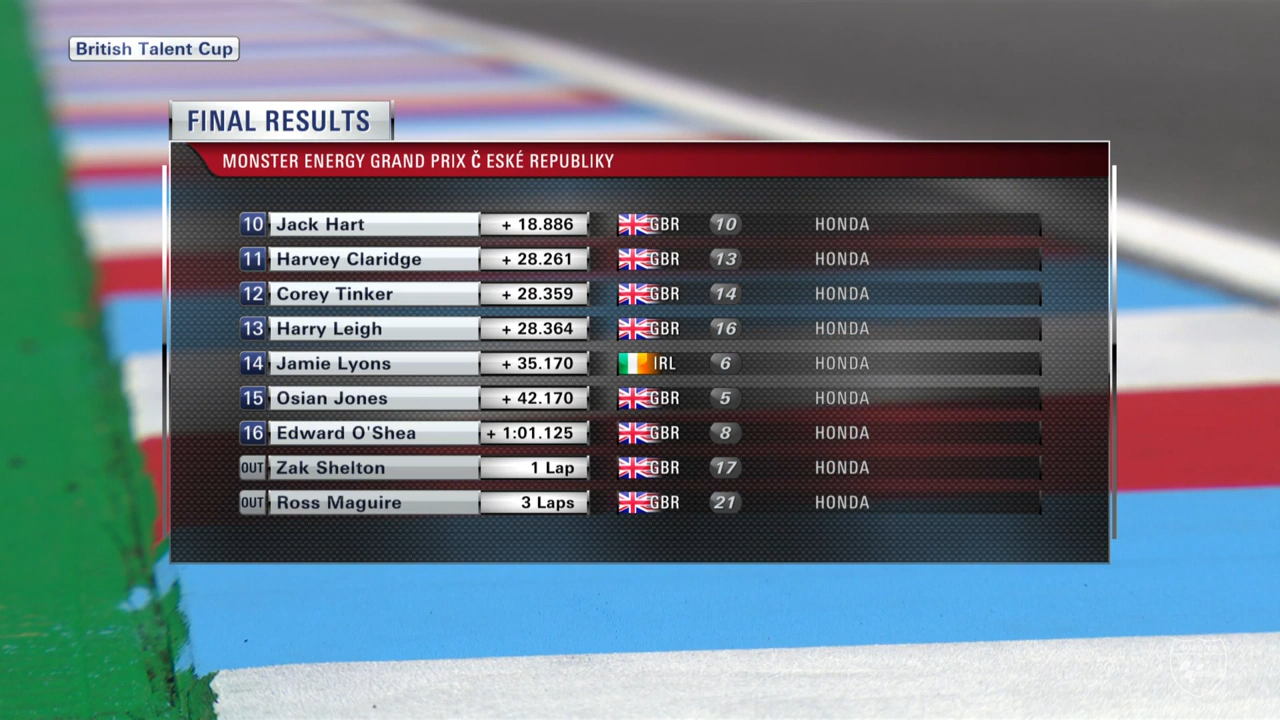 British Talent Cup
FINAL RESULTS
MONSTER ENERGY GRAND PRIX Č ESKÉ REPUBLIKY
10 Jack Hart + 18.886 GBR 10 HONDA
11 Harvey Claridge + 28.261 GBR 13 HONDA
12 Corey Tinker + 28.359 GBR 14 HONDA
13 Harry Leigh + 28.364 GBR 16 HONDA
14 Jamie Lyons + 35.170 IRL 6 HONDA
15 Osian Jones + 42.170 GBR 5 HONDA
16 Edward O'Shea + 1:01.125 GBR 8 HONDA
OUT Zak Shelton 1 Lap GBR 17 HONDA
OUT Ross Maguire 3 Laps GBR 21 HONDA